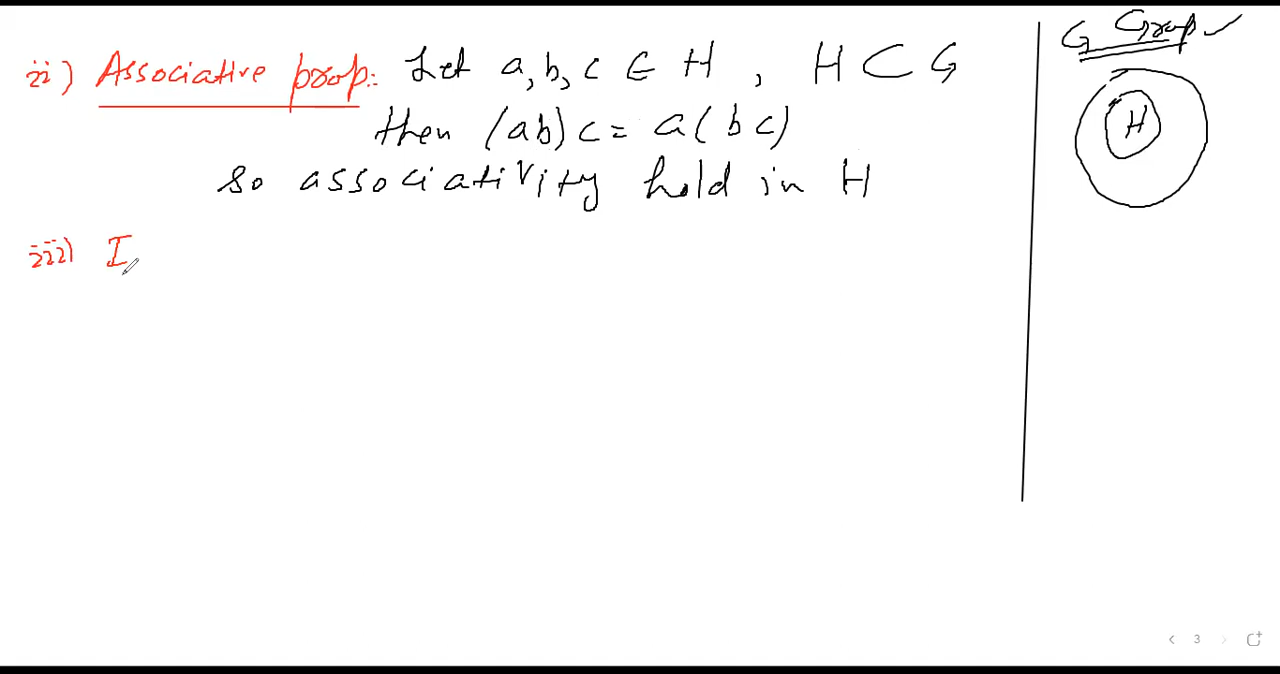 ii) Associative prop:- Let a, b, c ∈ H , H ⊂ G
then (ab) c = a(bc)
so associativity hold in H
iii) I
G Group ✓
H
3